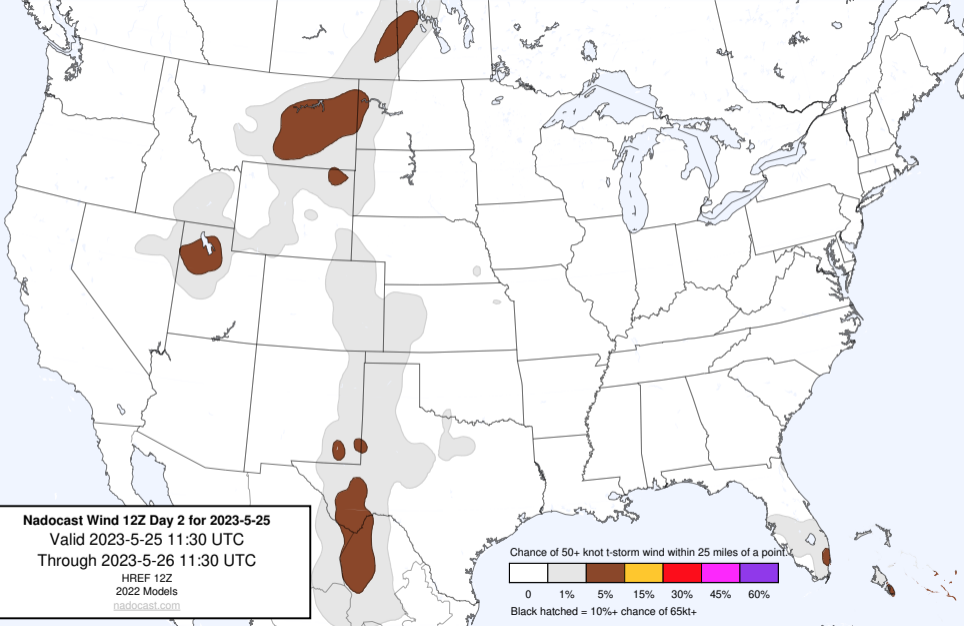 Nadocast Wind 12Z Day 2 for 2023-5-25
Valid 2023-5-25 11:30 UTC
Through 2023-5-26 11:30 UTC
HREF 12Z
2022 Models
nadocast.com
Chance of 50+ knot t-storm wind within 25 miles of a point.
0 1% 5% 15% 30% 45% 60%
Black hatched = 10%+ chance of 65kt+